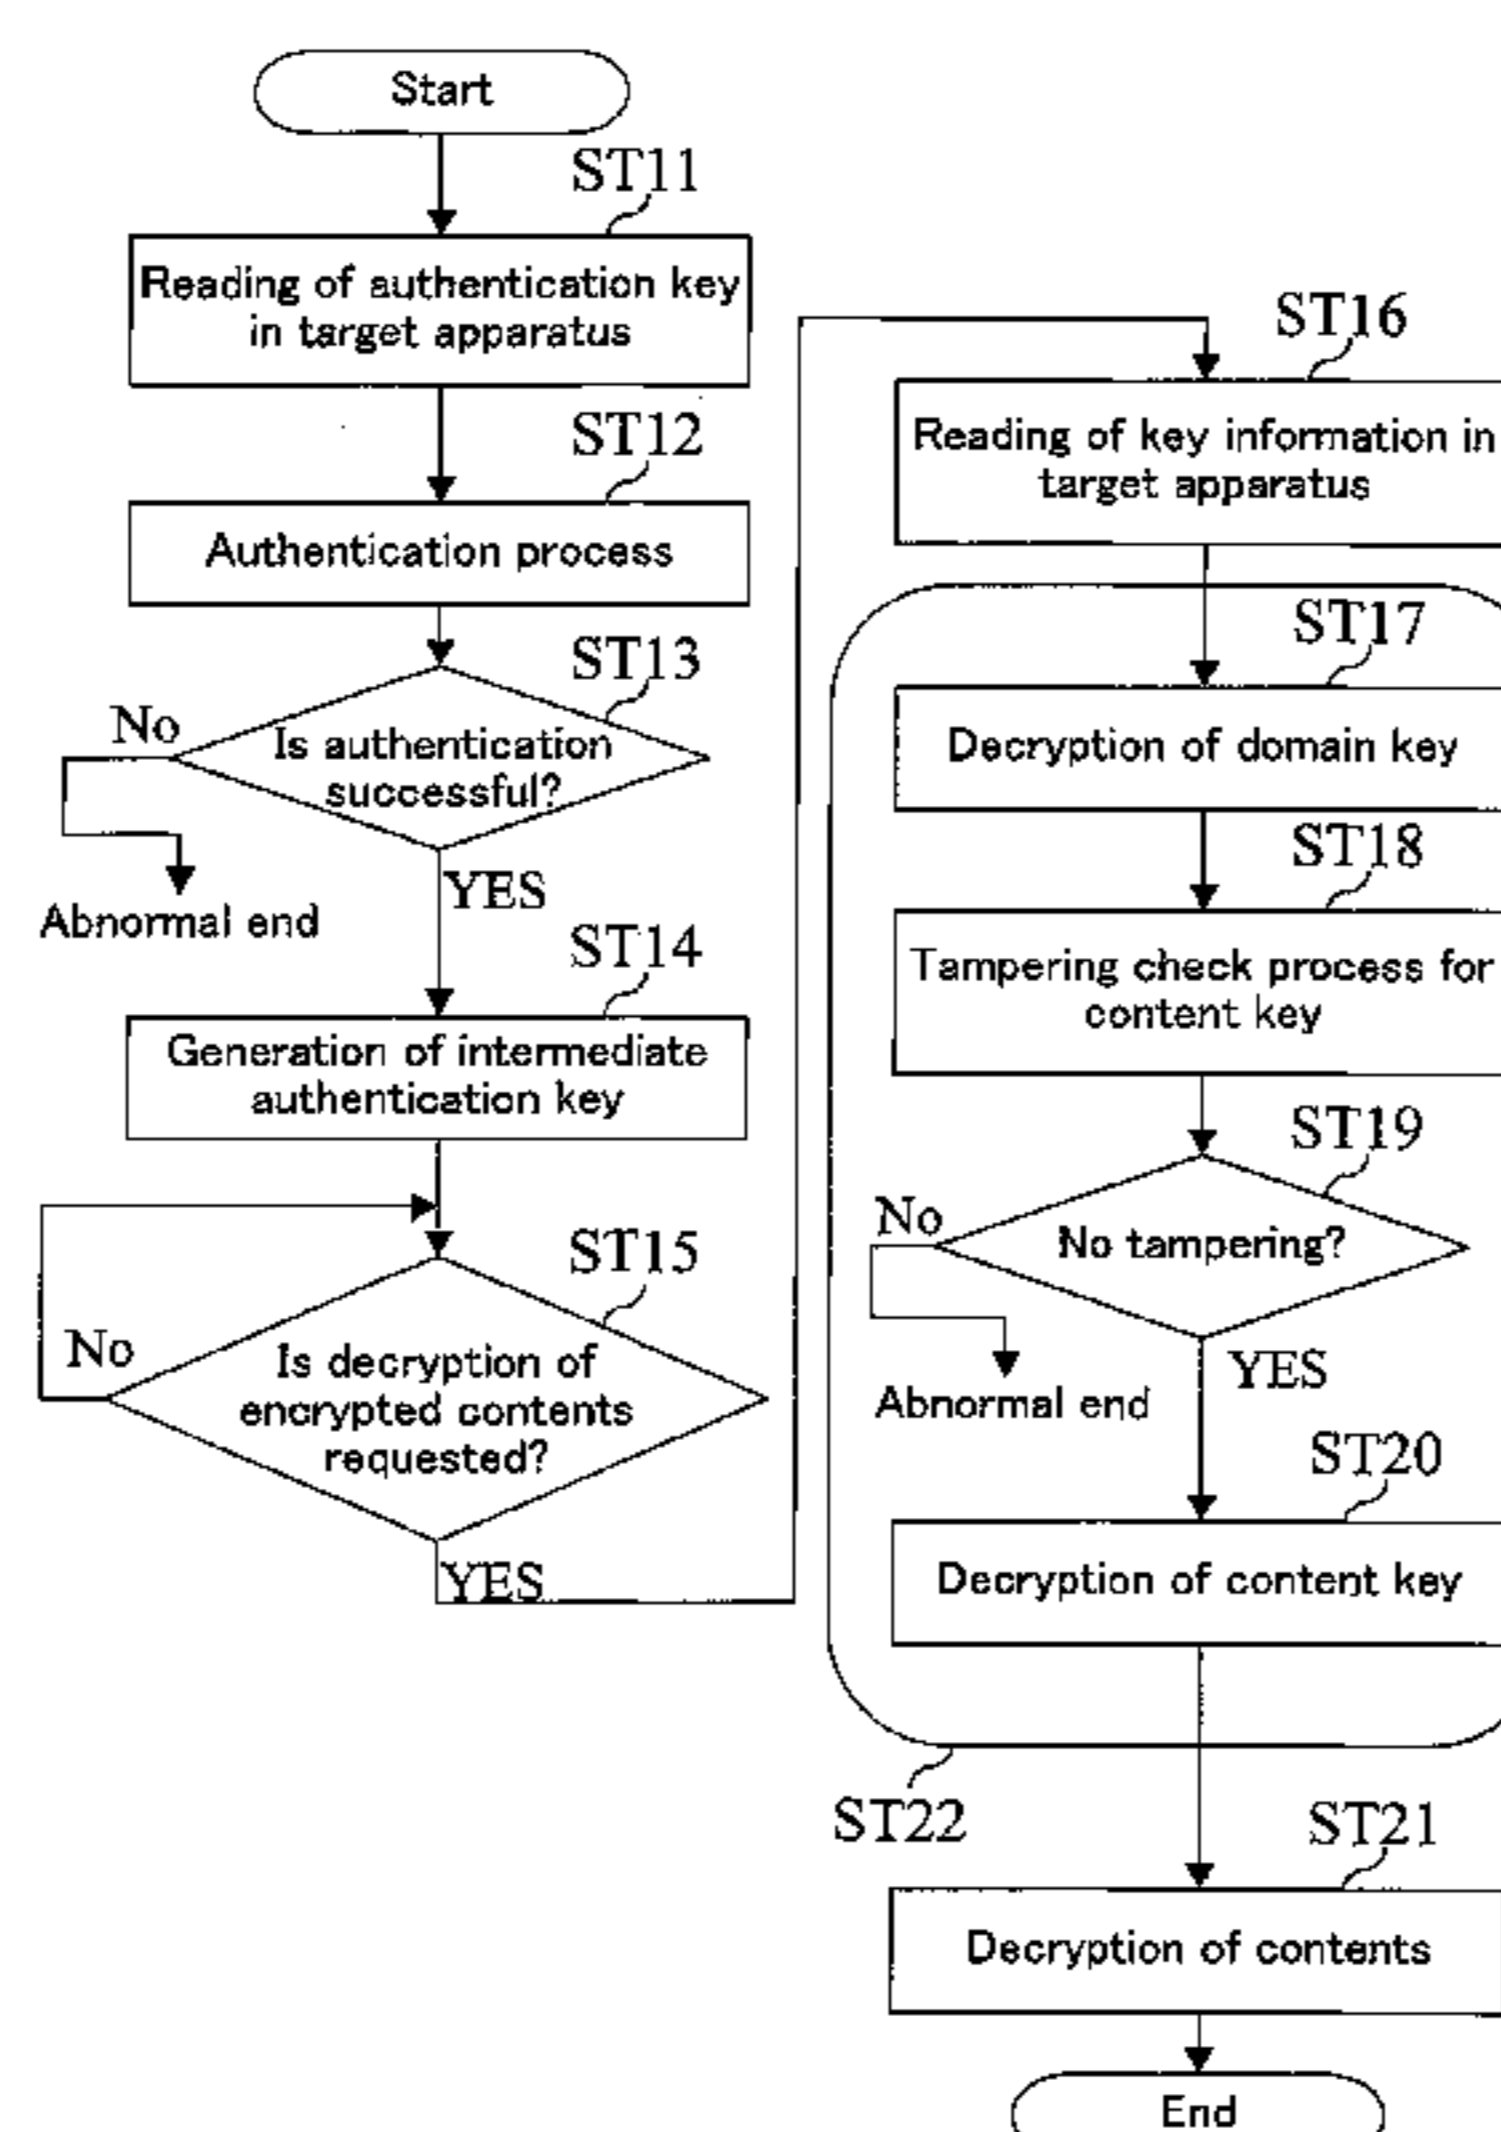 Start
ST11
Reading of authentication key
in target apparatus
ST12
Authentication process
ST13
No
Is authentication
successful?
YES
Abnormal end
ST14
Generation of intermediate
authentication key
ST15
No
Is decryption of
encrypted contents
requested?
YES
ST16
Reading of key information in
target apparatus
ST17
Decryption of domain key
ST18
Tampering check process for
content key
ST19
No
No tampering?
YES
Abnormal end
ST20
Decryption of content key
ST22
ST21
Decryption of contents
End